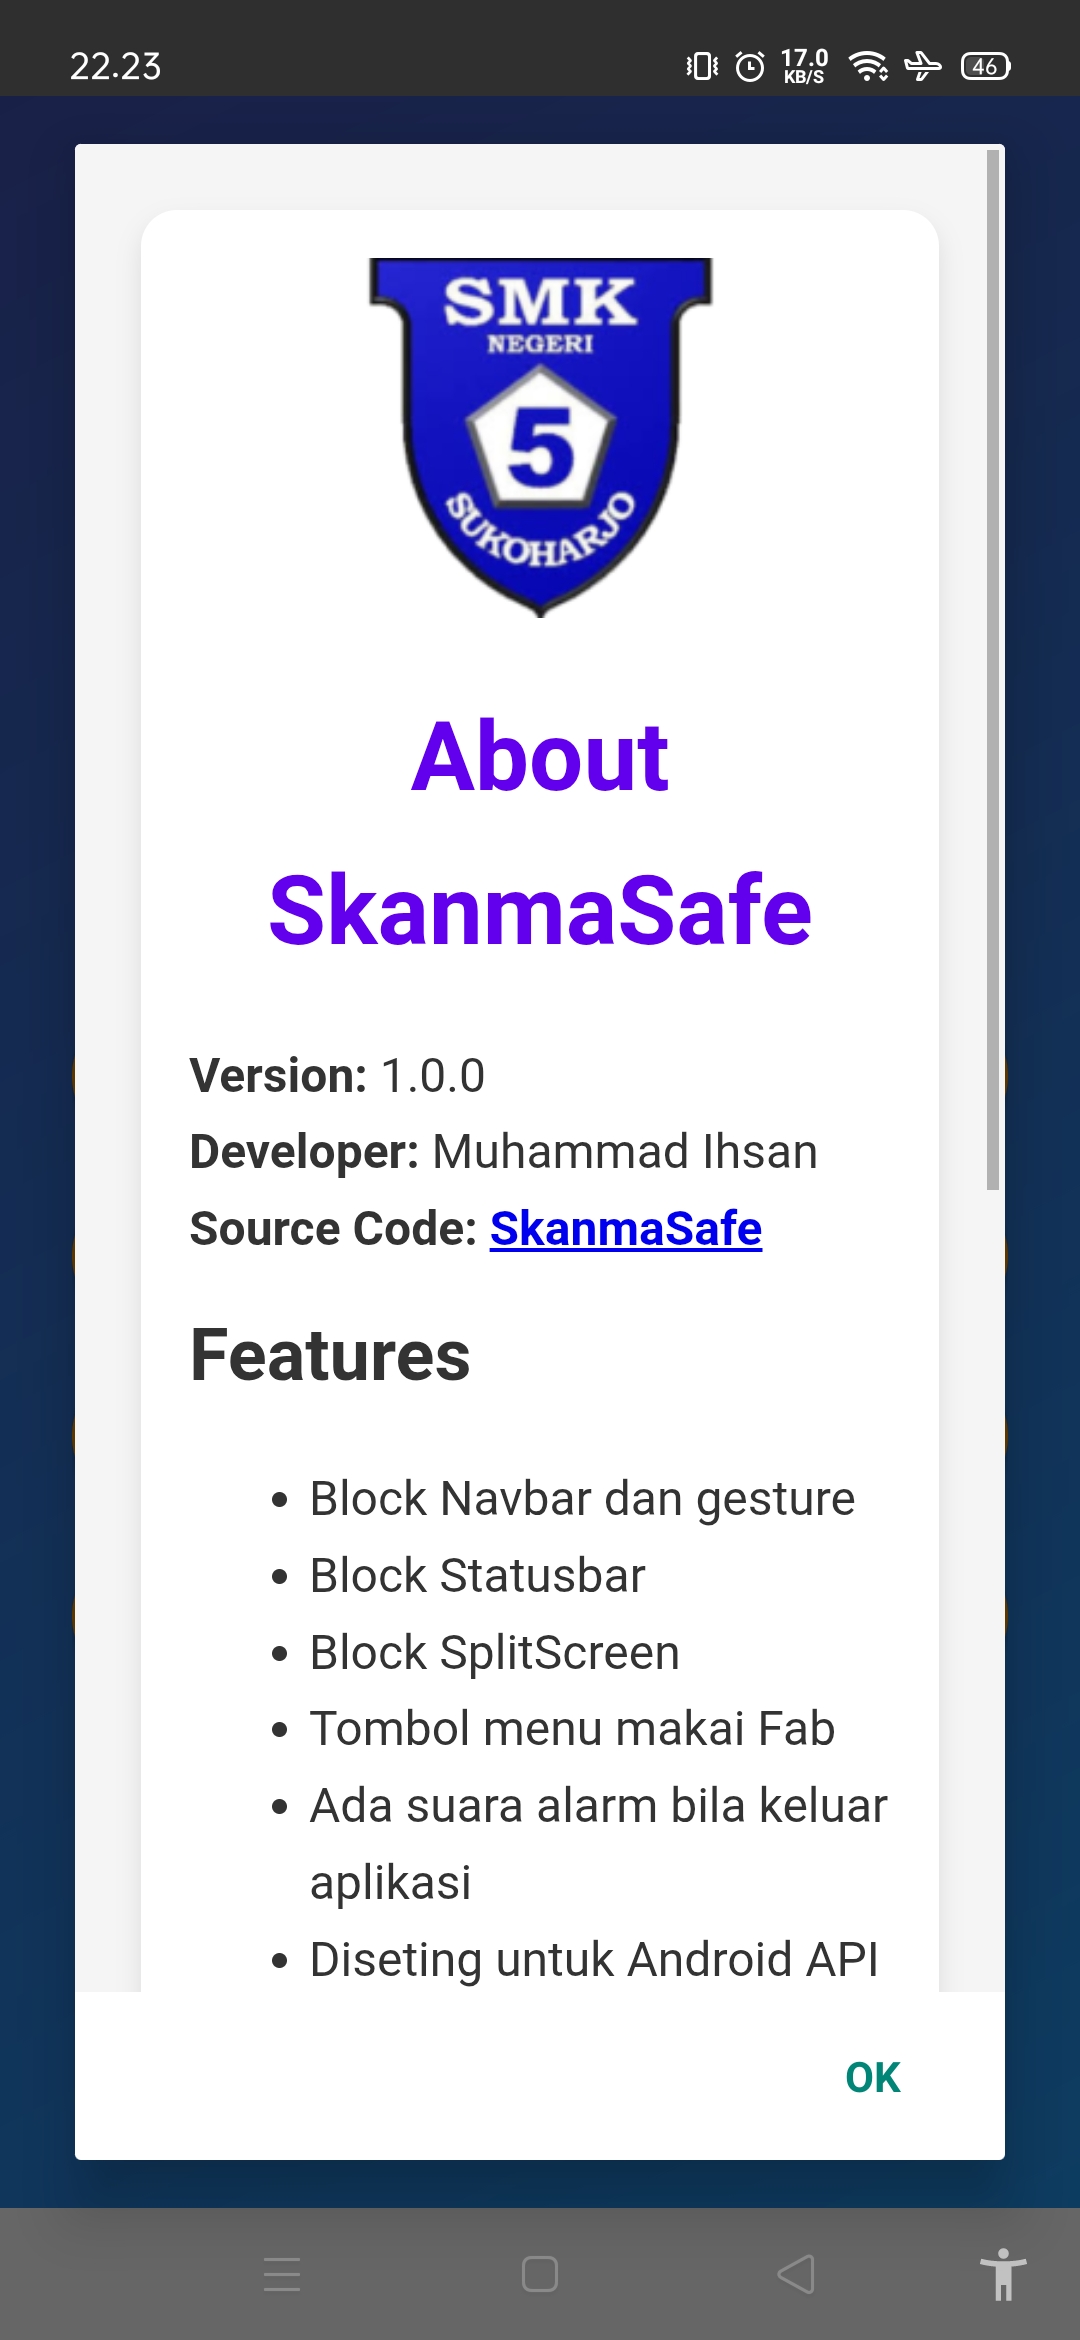 22.23
17.0
KB/S
46
SMK
NEGERI
5
SUKOHARJO
About
SkanmaSafe
Version: 1.0.0
Developer: Muhammad Ihsan
Source Code: SkanmaSafe
Features
• Block Navbar dan gesture
• Block Statusbar
• Block SplitScreen
• Tombol menu makai Fab
• Ada suara alarm bila keluar
aplikasi
• Diseting untuk Android API
OK